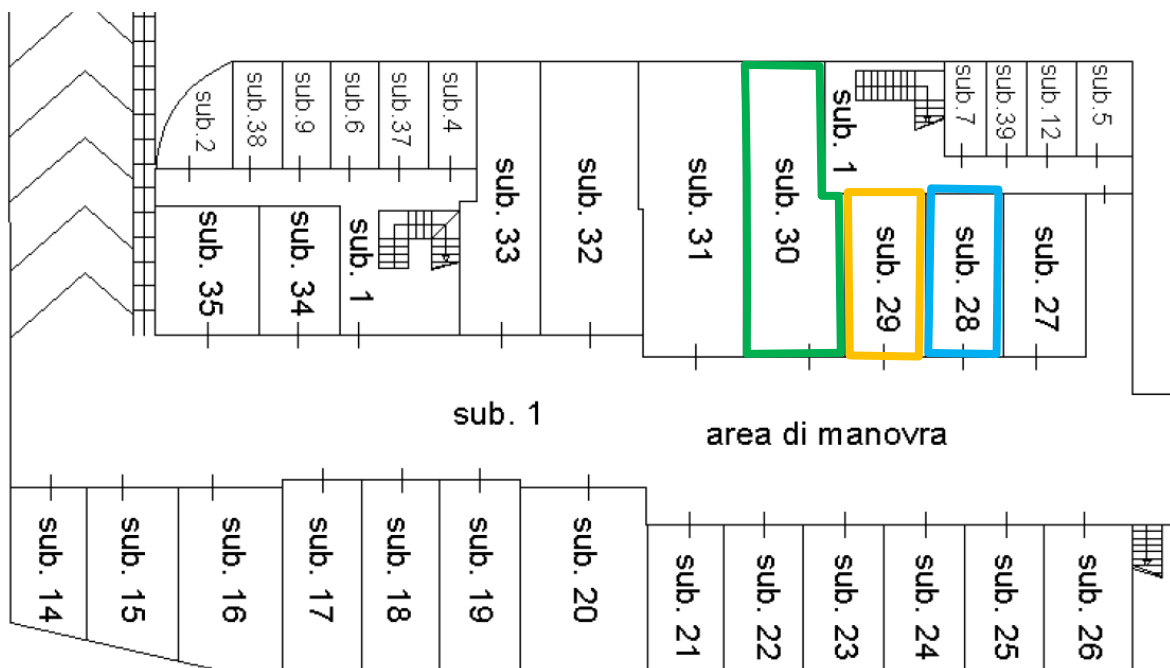 sub. 2
sub. 38
sub. 9
sub. 6
sub. 37
sub. 4
sub. 33
sub. 32
sub. 31
sub. 30
sub. 1
sub. 7
sub. 39
sub. 12
sub. 5
sub. 35
sub. 34
sub. 1
sub. 29
sub. 28
sub. 27
sub. 1
area di manovra
sub. 14
sub. 15
sub. 16
sub. 17
sub. 18
sub. 19
sub. 20
sub. 21
sub. 22
sub. 23
sub. 24
sub. 25
sub. 26